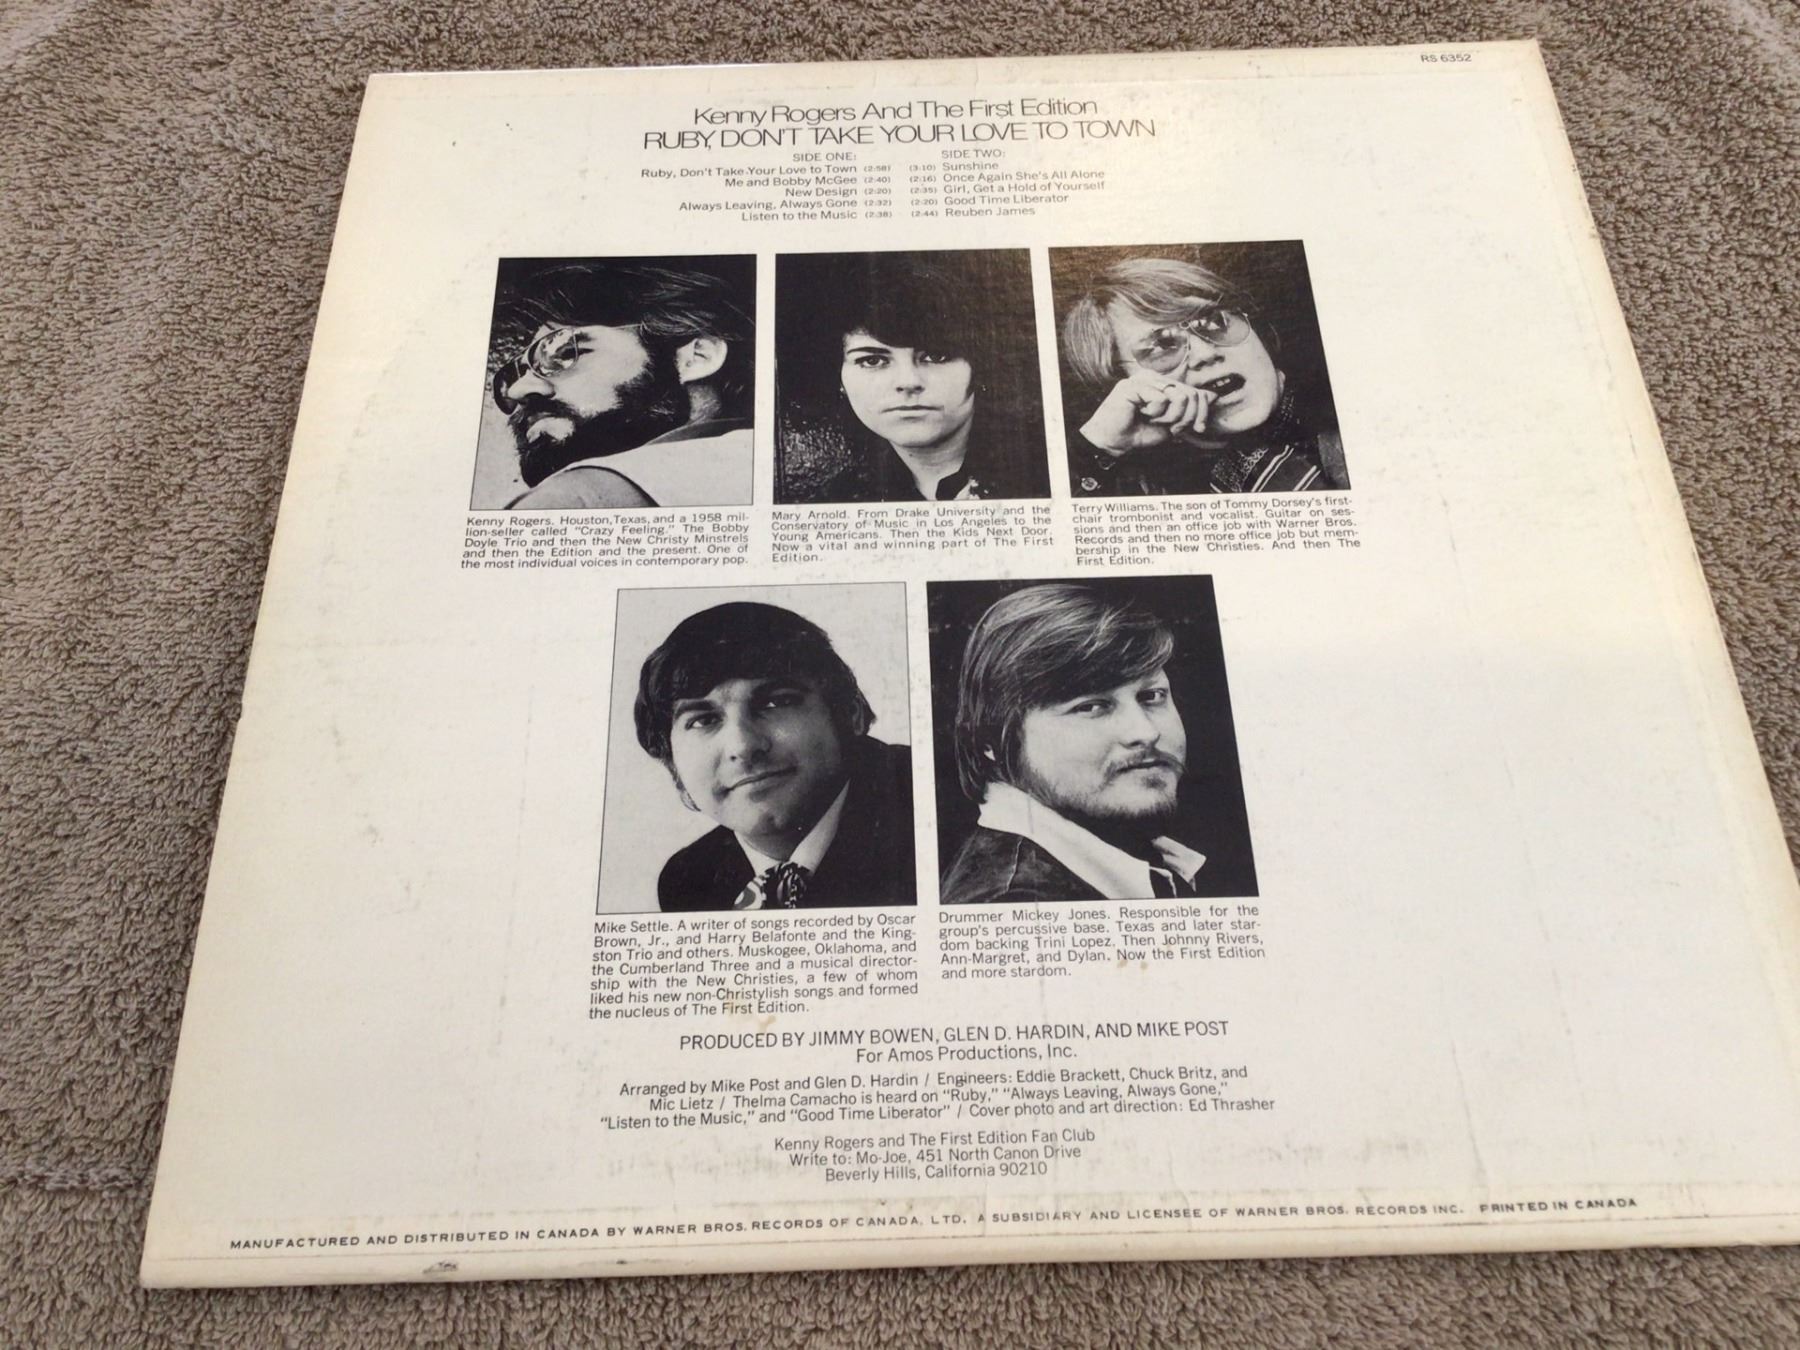 RS 6352
Kenny Rogers And The First Edition
RUBY, DON'T TAKE YOUR LOVE TO TOWN
SIDE ONE:
Ruby, Don't Take Your Love to Town (2:58)
Me and Bobby McGee (2:40)
New Design (2:20)
Always Leaving, Always Gone (2:32)
Listen to the Music (2:38)
SIDE TWO:
(3:10) Sunshine
(2:16) Once Again She's All Alone
(2:35) Girl, Get a Hold of Yourself
(2:20) Good Time Liberator
(2:44) Reuben James
Kenny Rogers. Houston, Texas, and a 1958 mil-
lion-seller called "Crazy Feeling." The Bobby
Doyle Trio and then the New Christy Minstrels
and then the Edition and the present. One of
the most individual voices in contemporary pop.
Mary Arnold. From Drake University and the
Conservatory of Music in Los Angeles to the
Young Americans. Then the Kids Next Door.
Now a vital and winning part of The First
Edition.
Terry Williams. The son of Tommy Dorsey's first-
chair trombonist and vocalist. Guitar on ses-
sions and then an office job with Warner Bros.
Records and then no more office job but mem-
bership in the New Christies. And then The
First Edition.
Mike Settle. A writer of songs recorded by Oscar
Brown, Jr., and Harry Belafonte and the King-
ston Trio and others. Muskogee, Oklahoma, and
the Cumberland Three and a musical director-
ship with the New Christies, a few of whom
liked his new non-Christylish songs and formed
the nucleus of The First Edition.
Drummer Mickey Jones. Responsible for the
group's percussive base. Texas and later star-
dom backing Trini Lopez. Then Johnny Rivers,
Ann-Margret, and Dylan. Now the First Edition
and more stardom.
PRODUCED BY JIMMY BOWEN, GLEN D. HARDIN, AND MIKE POST
For Amos Productions, Inc.
Arranged by Mike Post and Glen D. Hardin / Engineers: Eddie Brackett, Chuck Britz, and
Mic Lietz / Thelma Camacho is heard on "Ruby," "Always Leaving, Always Gone,"
"Listen to the Music," and "Good Time Liberator" / Cover photo and art direction: Ed Thrasher
Kenny Rogers and The First Edition Fan Club
Write to: Mo-Joe, 451 North Canon Drive
Beverly Hills, California 90210
MANUFACTURED AND DISTRIBUTED IN CANADA BY WARNER BROS. RECORDS OF CANADA, LTD. A SUBSIDIARY AND LICENSEE OF WARNER BROS. RECORDS INC. PRINTED IN CANADA